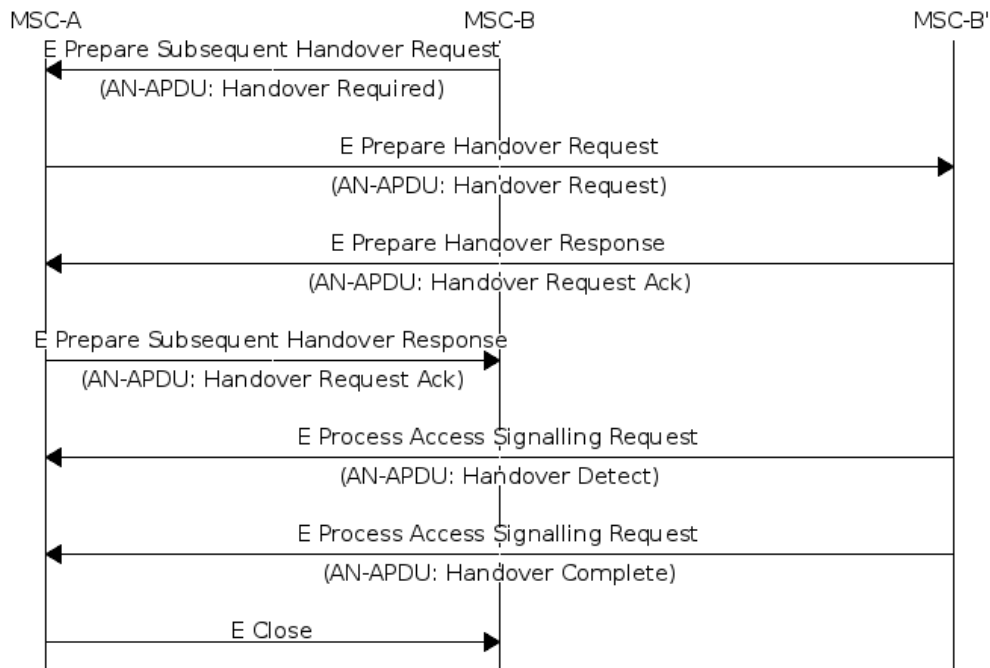 MSC-A MSC-B MSC-B'
E Prepare Subsequent Handover Request
(AN-APDU: Handover Required)
E Prepare Handover Request
(AN-APDU: Handover Request)
E Prepare Handover Response
(AN-APDU: Handover Request Ack)
E Prepare Subsequent Handover Response
(AN-APDU: Handover Request Ack)
E Process Access Signalling Request
(AN-APDU: Handover Detect)
E Process Access Signalling Request
(AN-APDU: Handover Complete)
E Close